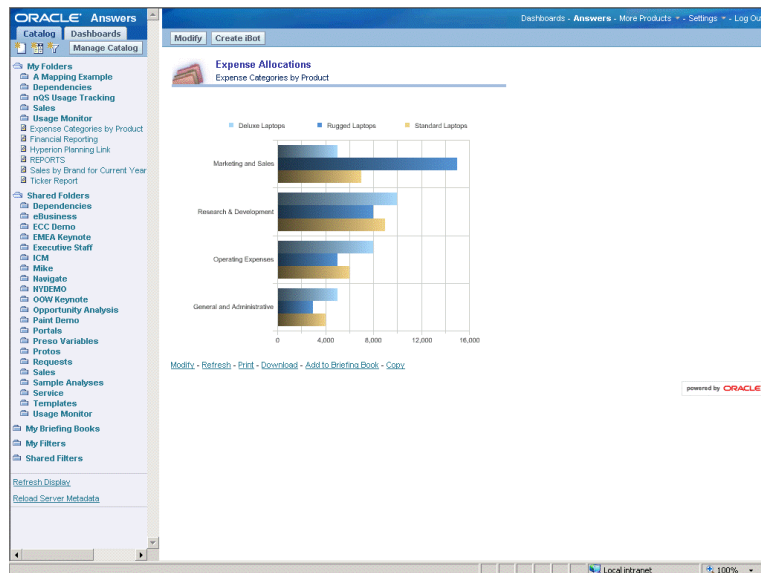 ORACLE Answers
Dashboards - Answers - More Products - Settings - Log Ou
Catalog Dashboards
Manage Catalog
Modify Create iBot
My Folders
A Mapping Example
Dependencies
nQS Usage Tracking
Sales
Usage Monitor
Expense Categories by Product
Financial Reporting
Hyperion Planning Link
REPORTS
Sales by Brand for Current Year
Ticker Report
Shared Folders
Dependencies
eBusiness
ECC Demo
EMEA Keynote
Executive Staff
ICM
Mike
Navigate
NYDEMO
OOW Keynote
Opportunity Analysis
Paint Demo
Portals
Preso Variables
Protos
Requests
Sales
Sample Analyses
Service
Templates
Usage Monitor
My Briefing Books
My Filters
Shared Filters
Refresh Display
Reload Server Metadata
Expense Allocations
Expense Categories by Product
Deluxe Laptops Rugged Laptops Standard Laptops
Marketing and Sales
Research & Development
Operating Expenses
General and Administrative
0 4,000 8,000 12,000 16,000
Modify - Refresh - Print - Download - Add to Briefing Book - Copy
powered by ORACLE
Local intranet 100%